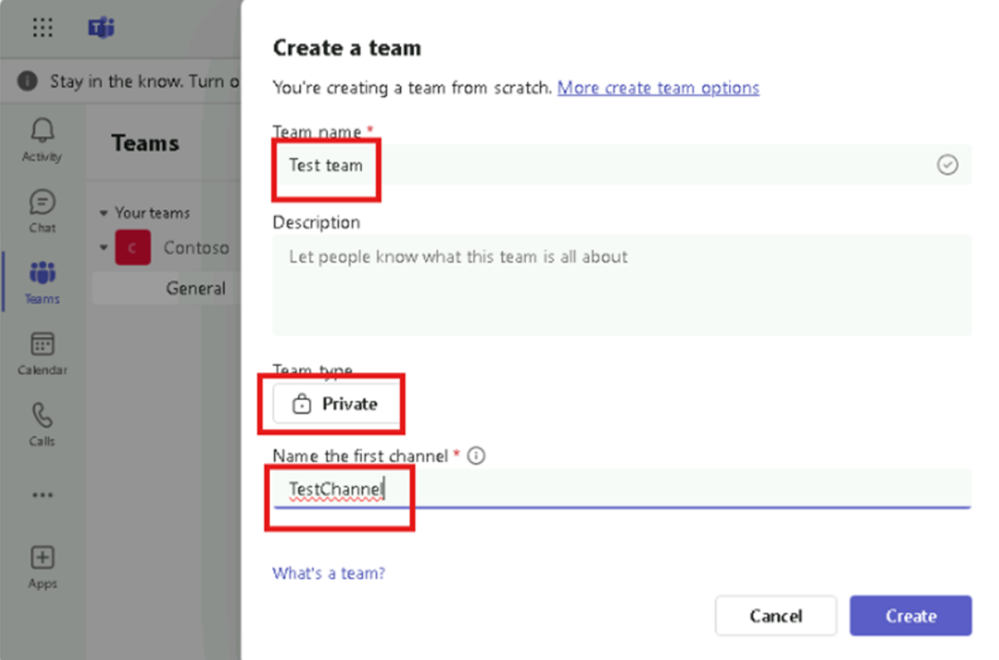 Create a team
Stay in the know. Turn o
You're creating a team from scratch. More create team options
Activity
Chat
Teams
Calendar
Calls
Apps
Teams
Your teams
C Contoso
General
Team name *
Test team
Description
Let people know what this team is all about
Team type
Private
Name the first channel *
TestChannel
What's a team?
Cancel
Create